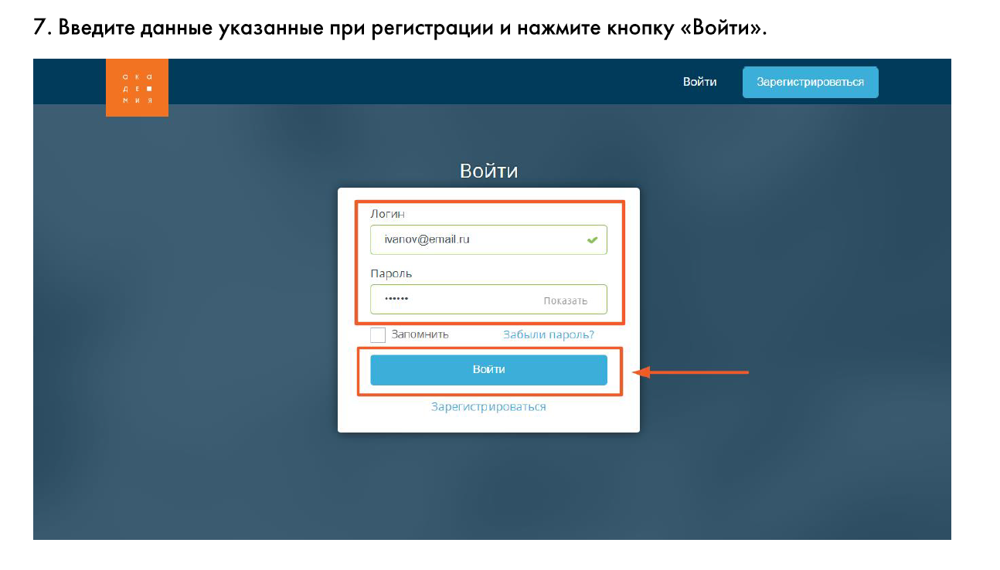 7. Введите данные указанные при регистрации и нажмите кнопку «Войти».
ака
де
мия
Войти
Зарегистрироваться
Войти
Логин
ivanov@email.ru
Пароль
••••••
Показать
Запомнить
Забыли пароль?
Войти
Зарегистрироваться